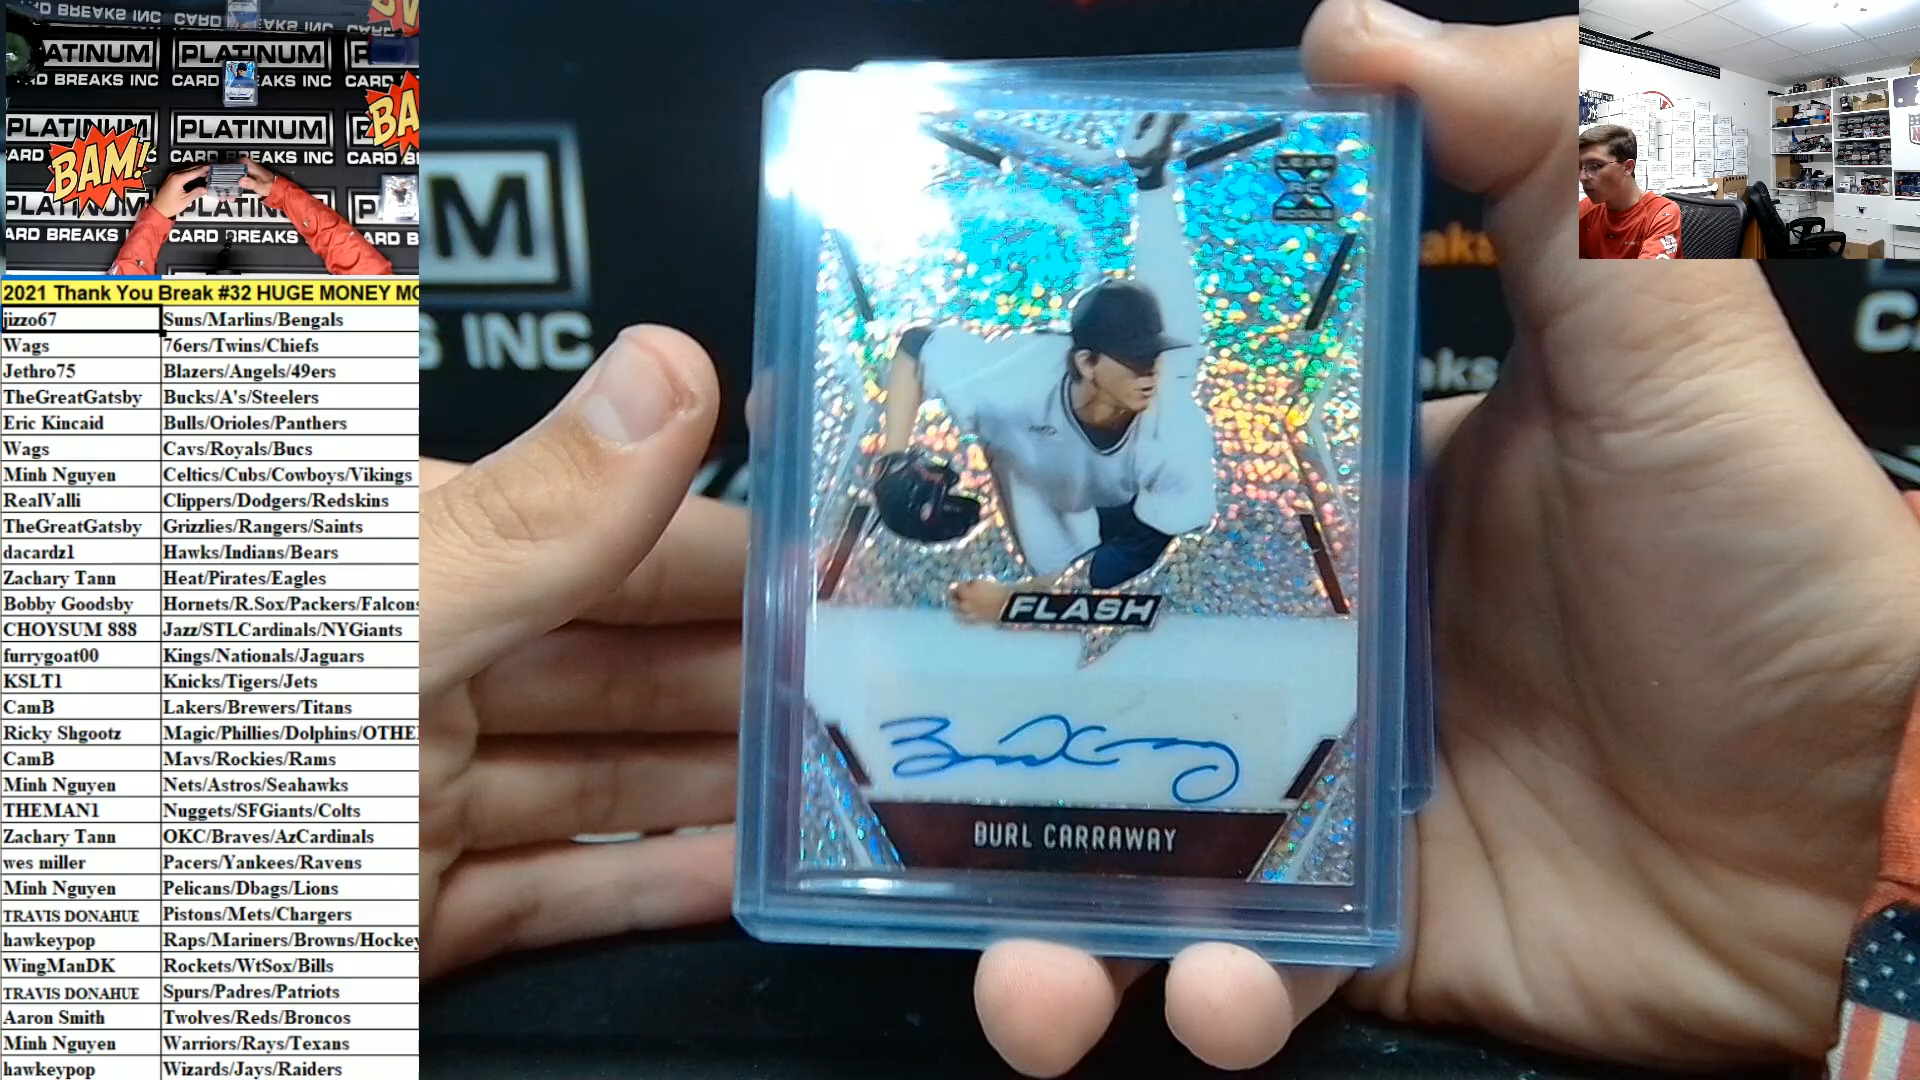 CARD BREAKS INC
PLATINUM
PLATINUM
CARD BREAKS INC
PLATINUM
PLATINUM
CARD BREAKS INC
BAM!
BA
PLATINUM
CARD BREAKS INC
M
S INC
2021 Thank You Break #32 HUGE MONEY MO
jizzo67 Suns/Marlins/Bengals
Wags 76ers/Twins/Chiefs
Jethro75 Blazers/Angels/49ers
TheGreatGatsby Bucks/A's/Steelers
Eric Kincaid Bulls/Orioles/Panthers
Wags Cavs/Royals/Bucs
Minh Nguyen Celtics/Cubs/Cowboys/Vikings
RealValli Clippers/Dodgers/Redskins
TheGreatGatsby Grizzlies/Rangers/Saints
dacardz1 Hawks/Indians/Bears
Zachary Tann Heat/Pirates/Eagles
Bobby Goodsby Hornets/R.Sox/Packers/Falcons
CHOYSUM 888 Jazz/STLCardinals/NYGiants
furrygoat00 Kings/Nationals/Jaguars
KSLT1 Knicks/Tigers/Jets
CamB Lakers/Brewers/Titans
Ricky Shgootz Magic/Phillies/Dolphins/OTHE
CamB Mavs/Rockies/Rams
Minh Nguyen Nets/Astros/Seahawks
THEMAN1 Nuggets/SFGiants/Colts
Zachary Tann OKC/Braves/AzCardinals
wes miller Pacers/Yankees/Ravens
Minh Nguyen Pelicans/Dbags/Lions
TRAVIS DONAHUE Pistons/Mets/Chargers
hawkeypop Raps/Mariners/Browns/Hockey
WingManDK Rockets/WtSox/Bills
TRAVIS DONAHUE Spurs/Padres/Patriots
Aaron Smith Twolves/Reds/Broncos
Minh Nguyen Warriors/Rays/Texans
hawkeypop Wizards/Jays/Raiders
LEAF
FLASH
BURL CARRAWAY